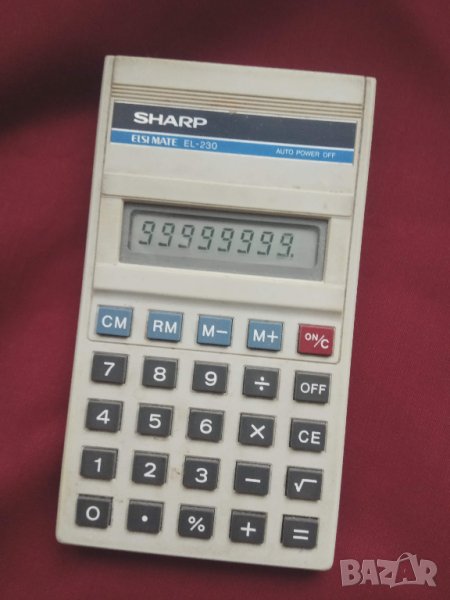 SHARP
ELSI MATE EL-230 AUTO POWER OFF
99999999.
CM RM M− M+ ON/C
7 8 9 ÷ OFF
4 5 6 × CE
1 2 3 − √
0 . % + =
BAZAR